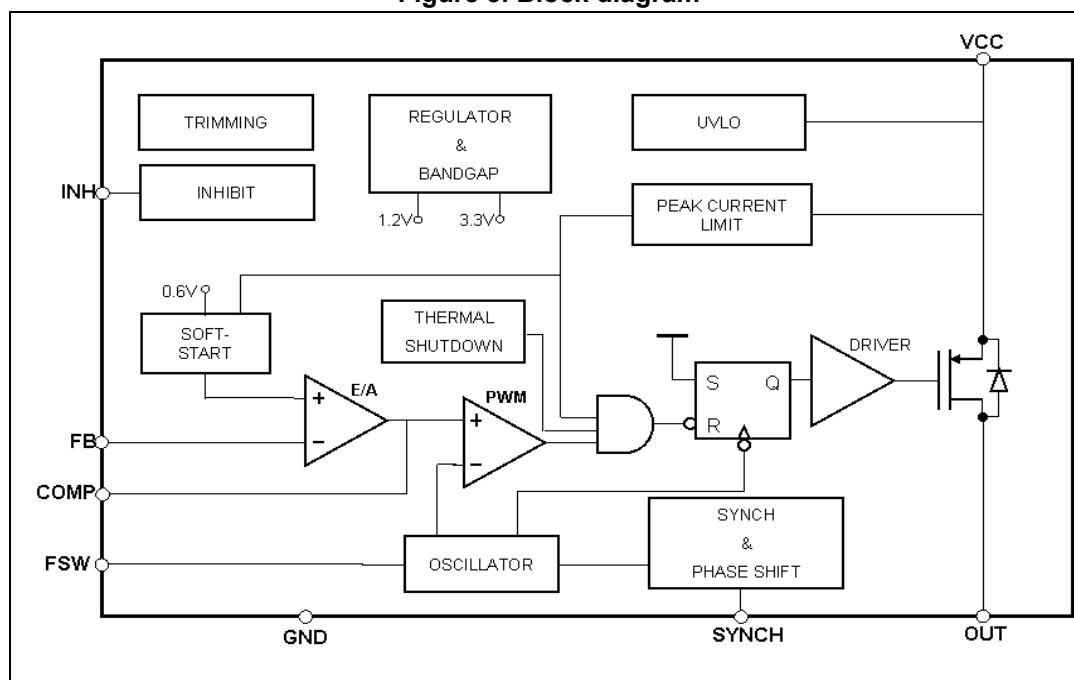 Figure 3. Block diagram
VCC
TRIMMING
REGULATOR
&
BANDGAP
UVLO
INH
INHIBIT
1.2V
3.3V
PEAK CURRENT
LIMIT
0.6V
SOFT-
START
THERMAL
SHUTDOWN
DRIVER
S
Q
R
E/A
+
−
PWM
+
−
FB
COMP
FSW
OSCILLATOR
SYNCH
&
PHASE SHIFT
GND
SYNCH
OUT